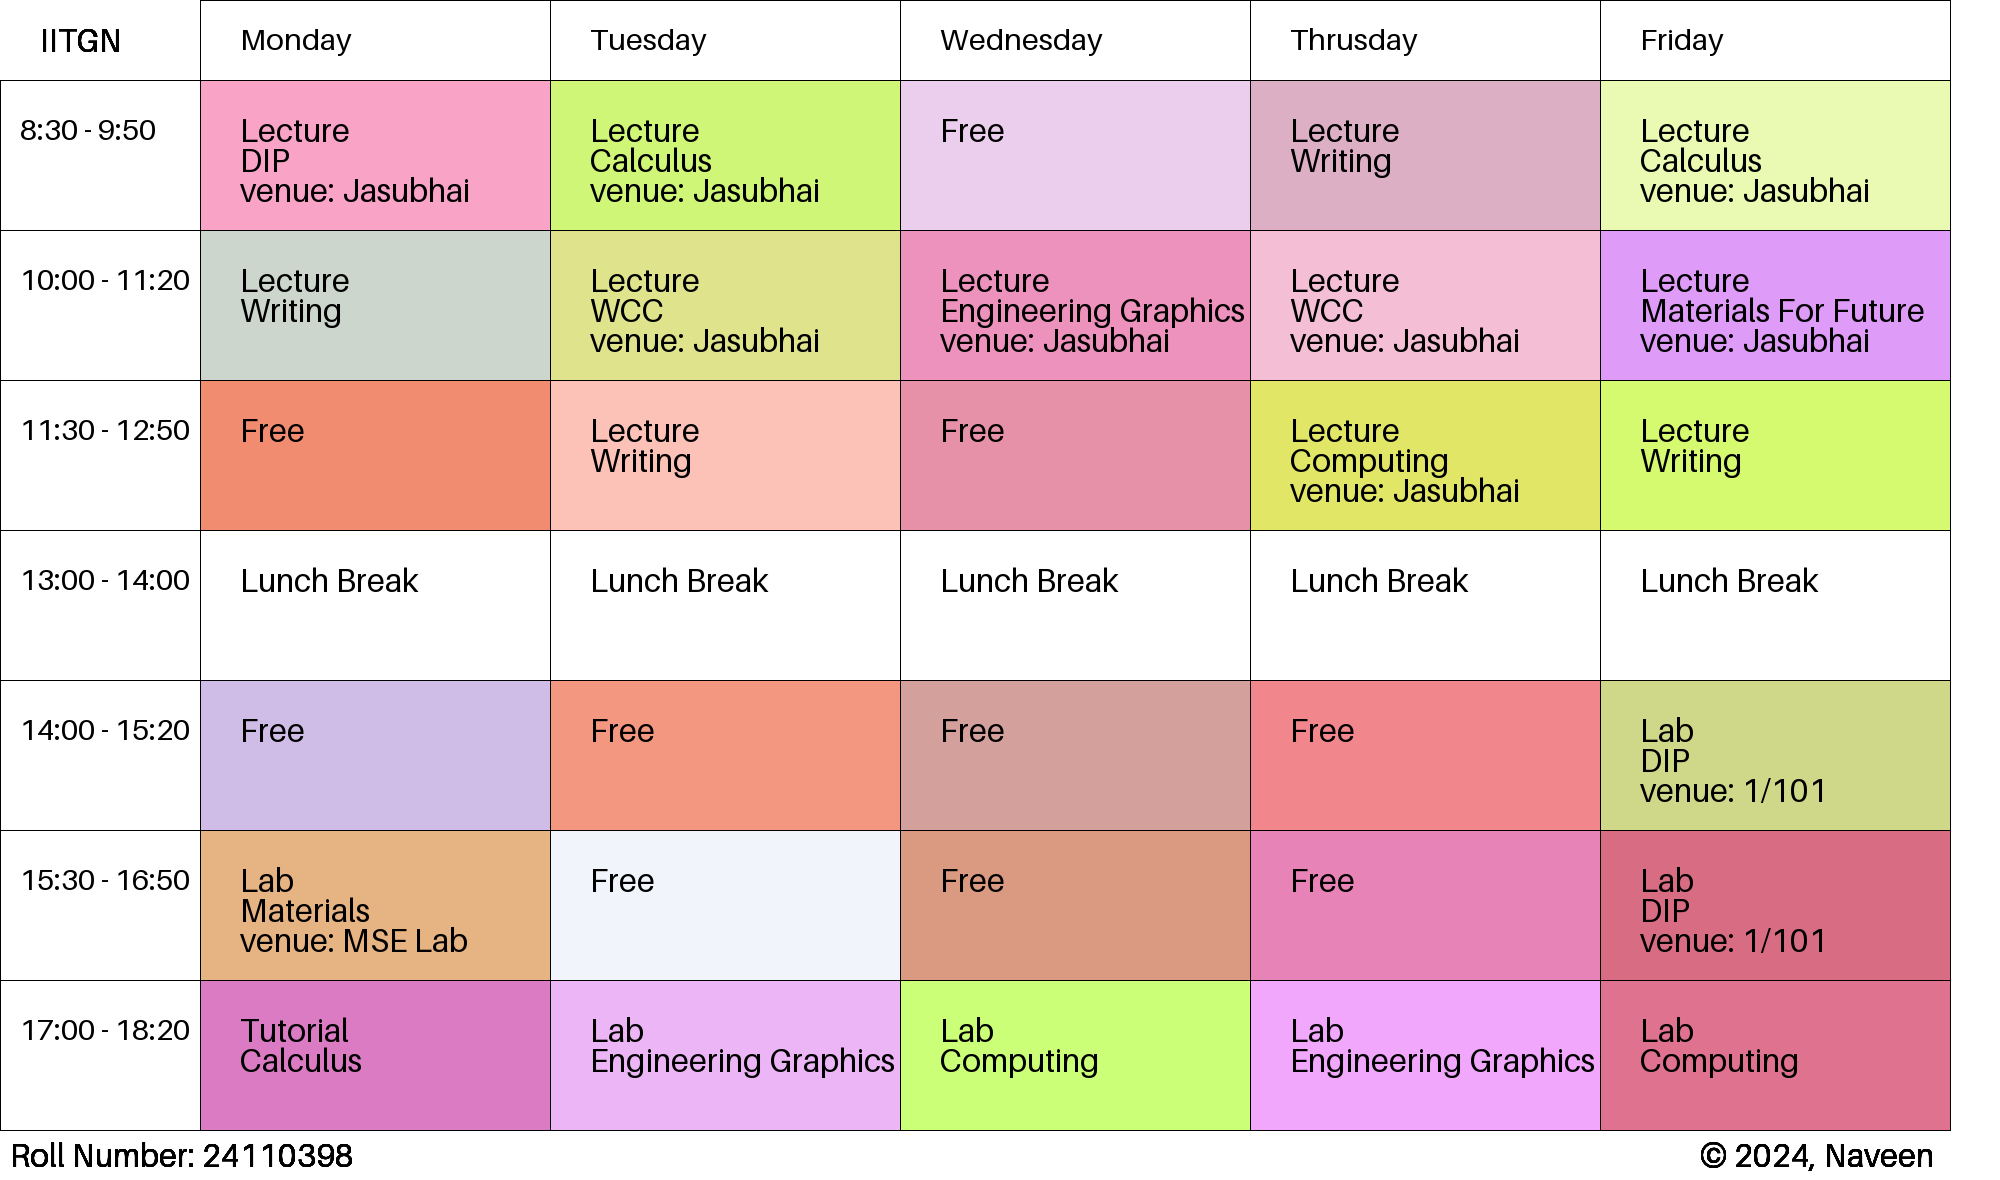 IITGN
Monday
Tuesday
Wednesday
Thrusday
Friday
8:30 - 9:50
Lecture
DIP
venue: Jasubhai
Lecture
Calculus
venue: Jasubhai
Free
Lecture
Writing
Lecture
Calculus
venue: Jasubhai
10:00 - 11:20
Lecture
Writing
Lecture
WCC
venue: Jasubhai
Lecture
Engineering Graphics
venue: Jasubhai
Lecture
WCC
venue: Jasubhai
Lecture
Materials For Future
venue: Jasubhai
11:30 - 12:50
Free
Lecture
Writing
Free
Lecture
Computing
venue: Jasubhai
Lecture
Writing
13:00 - 14:00
Lunch Break
Lunch Break
Lunch Break
Lunch Break
Lunch Break
14:00 - 15:20
Free
Free
Free
Free
Lab
DIP
venue: 1/101
15:30 - 16:50
Lab
Materials
venue: MSE Lab
Free
Free
Free
Lab
DIP
venue: 1/101
17:00 - 18:20
Tutorial
Calculus
Lab
Engineering Graphics
Lab
Computing
Lab
Engineering Graphics
Lab
Computing
Roll Number: 24110398
© 2024, Naveen